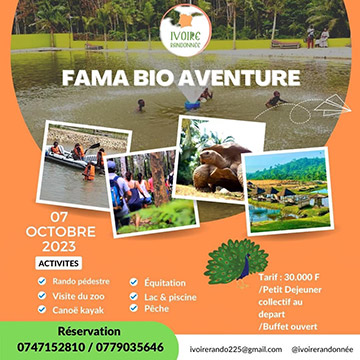 IVOIRE
RANDONNÉE
FAMA BIO AVENTURE
07
OCTOBRE
2023
ACTIVITES
Rando pédestre
Visite du zoo
Canoë kayak
Équitation
Lac & piscine
Pêche
Tarif : 30.000 F
/Petit Dejeuner
collectif au
depart
/Buffet ouvert
Réservation
0747152810 / 0779035646
ivoirerando225@gmail.com @ivoirerandonnée